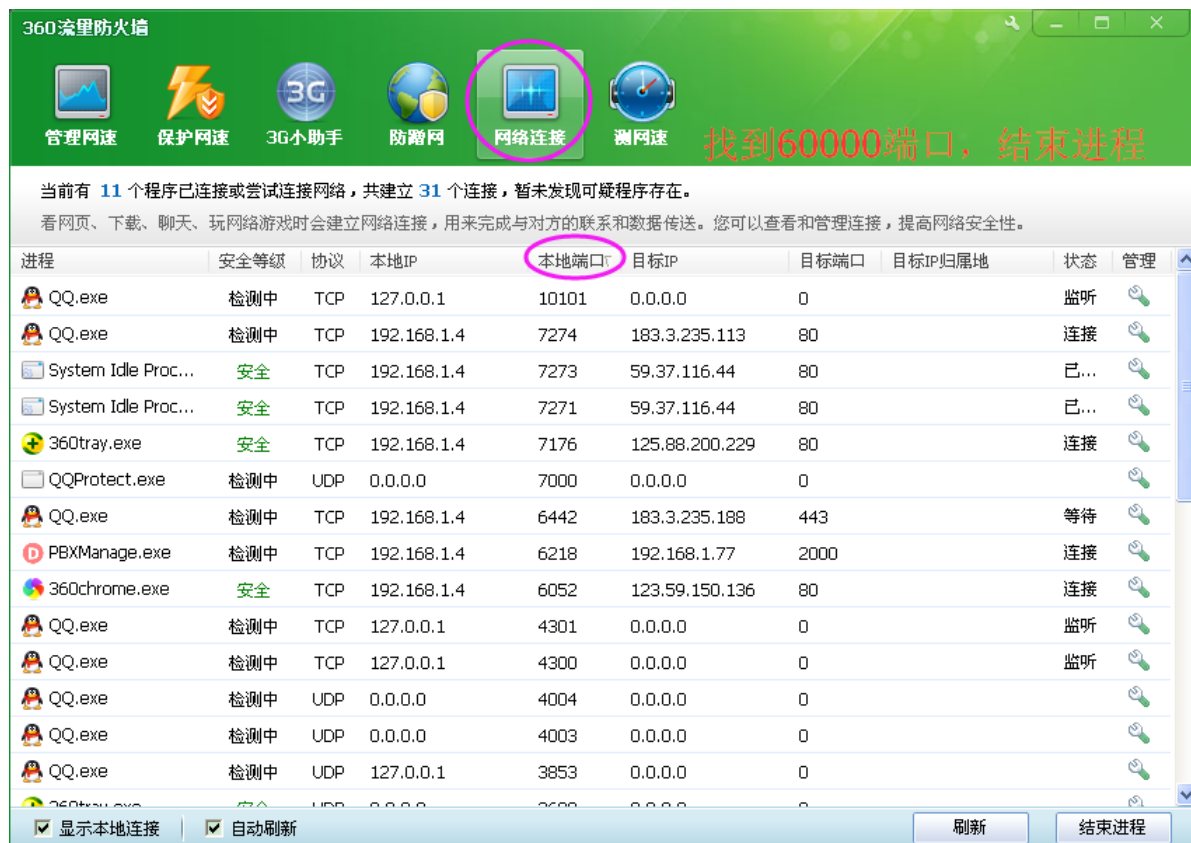 360流量防火墙
管理网速 保护网速 3G小助手 防蹭网 网络连接 测网速
找到60000端口，结束进程
当前有 11 个程序已连接或尝试连接网络，共建立 31 个连接，暂未发现可疑程序存在。
看网页、下载、聊天、玩网络游戏时会建立网络连接，用来完成与对方的联系和数据传送。您可以查看和管理连接，提高网络安全性。
进程 安全等级 协议 本地IP 本地端口 目标IP 目标端口 目标IP归属地 状态 管理
QQ.exe 检测中 TCP 127.0.0.1 10101 0.0.0.0 0 监听
QQ.exe 检测中 TCP 192.168.1.4 7274 183.3.235.113 80 连接
System Idle Proc... 安全 TCP 192.168.1.4 7273 59.37.116.44 80 已...
System Idle Proc... 安全 TCP 192.168.1.4 7271 59.37.116.44 80 已...
360tray.exe 安全 TCP 192.168.1.4 7176 125.88.200.229 80 连接
QQProtect.exe 检测中 UDP 0.0.0.0 7000 0.0.0.0 0
QQ.exe 检测中 TCP 192.168.1.4 6442 183.3.235.188 443 等待
PBXManage.exe 检测中 TCP 192.168.1.4 6218 192.168.1.77 2000 连接
360chrome.exe 安全 TCP 192.168.1.4 6052 123.59.150.136 80 连接
QQ.exe 检测中 TCP 127.0.0.1 4301 0.0.0.0 0 监听
QQ.exe 检测中 TCP 127.0.0.1 4300 0.0.0.0 0 监听
QQ.exe 检测中 UDP 0.0.0.0 4004 0.0.0.0 0
QQ.exe 检测中 UDP 0.0.0.0 4003 0.0.0.0 0
QQ.exe 检测中 UDP 127.0.0.1 3853 0.0.0.0 0
360tray.exe 安全 UDP 0.0.0.0 0.0.0.0 0
显示本地连接 自动刷新 刷新 结束进程